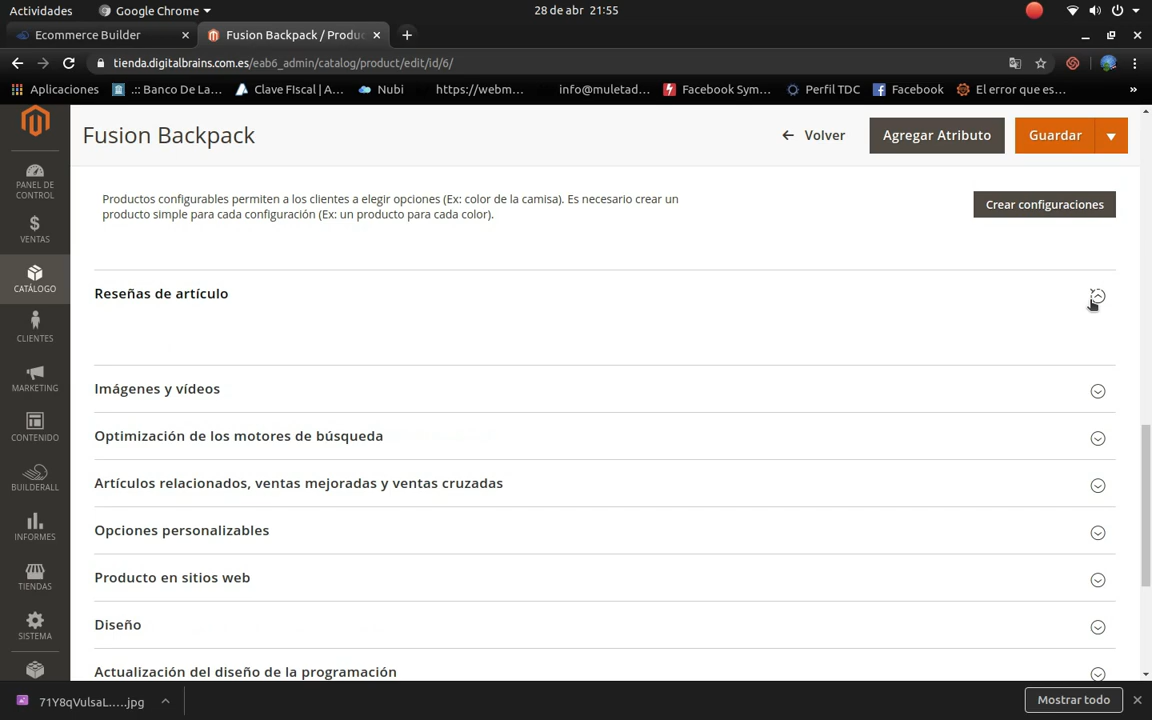 Actividades Google Chrome 28 de abr 21:55
Ecommerce Builder Fusion Backpack / Produc
tienda.digitalbrains.com.es/eab6_admin/catalog/product/edit/id/6/
Aplicaciones .:: Banco De La... Clave FIscal | A... Nubi https://webm... info@muletad... Facebook Sym... Perfil TDC Facebook El error que es... »
Fusion Backpack Volver Agregar Atributo Guardar
PANEL DE CONTROL
VENTAS
CATÁLOGO
CLIENTES
MARKETING
CONTENIDO
BUILDERALL
INFORMES
TIENDAS
SISTEMA
Productos configurables permiten a los clientes a elegir opciones (Ex: color de la camisa). Es necesario crear un
producto simple para cada configuración (Ex: un producto para cada color).
Crear configuraciones
Reseñas de artículo
Imágenes y vídeos
Optimización de los motores de búsqueda
Artículos relacionados, ventas mejoradas y ventas cruzadas
Opciones personalizables
Producto en sitios web
Diseño
Actualización del diseño de la programación
71Y8qVulsaL.....jpg Mostrar todo